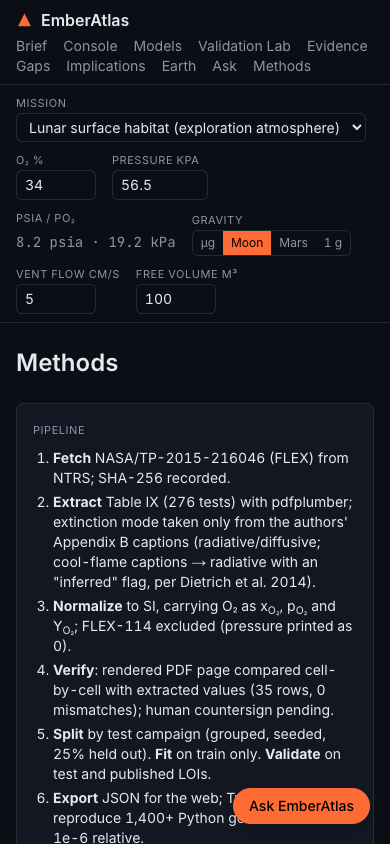 EmberAtlas
Brief Console Models Validation Lab Evidence
Gaps Implications Earth Ask Methods
MISSION
Lunar surface habitat (exploration atmosphere)
O₂ % PRESSURE KPA
34 56.5
PSIA / PO₂ GRAVITY
8.2 psia · 19.2 kPa μg Moon Mars 1 g
VENT FLOW CM/S FREE VOLUME M³
5 100
Methods
PIPELINE
1. Fetch NASA/TP-2015-216046 (FLEX) from
NTRS; SHA-256 recorded.
2. Extract Table IX (276 tests) with pdfplumber;
extinction mode taken only from the authors'
Appendix B captions (radiative/diffusive;
cool-flame captions → radiative with an
"inferred" flag, per Dietrich et al. 2014).
3. Normalize to SI, carrying O₂ as xO₂, pO₂ and
YO₂; FLEX-114 excluded (pressure printed as
0).
4. Verify: rendered PDF page compared cell-
by-cell with extracted values (35 rows, 0
mismatches); human countersign pending.
5. Split by test campaign (grouped, seeded,
25% held out). Fit on train only. Validate on
test and published LOIs.
6. Export JSON for the web;
reproduce 1,400+ Python
1e-6 relative.
Ask EmberAtlas